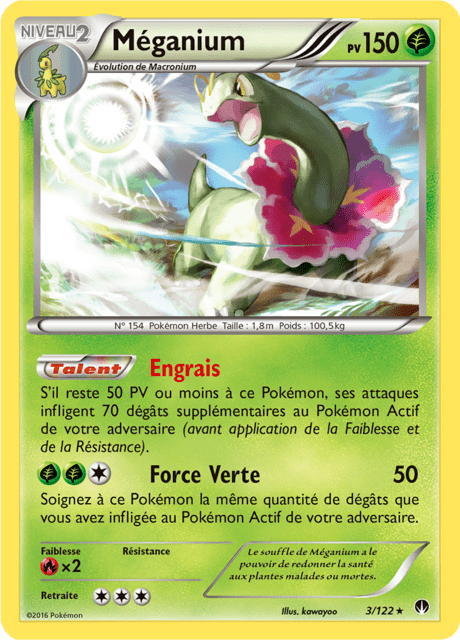 NIVEAU2
Méganium
PV150
Évolution de Macronium
N° 154 Pokémon Herbe Taille : 1,8m Poids : 100,5kg
Talent Engrais
S'il reste 50 PV ou moins à ce Pokémon, ses attaques
infligent 70 dégâts supplémentaires au Pokémon Actif
de votre adversaire (avant application de la Faiblesse et
de la Résistance).
Force Verte 50
Soignez à ce Pokémon la même quantité de dégâts que
vous avez infligée au Pokémon Actif de votre adversaire.
Faiblesse Résistance
×2
Le souffle de Méganium a le
pouvoir de redonner la santé
aux plantes malades ou mortes.
Retraite
Illus. kawayoo 3/122 ★
©2016 Pokémon